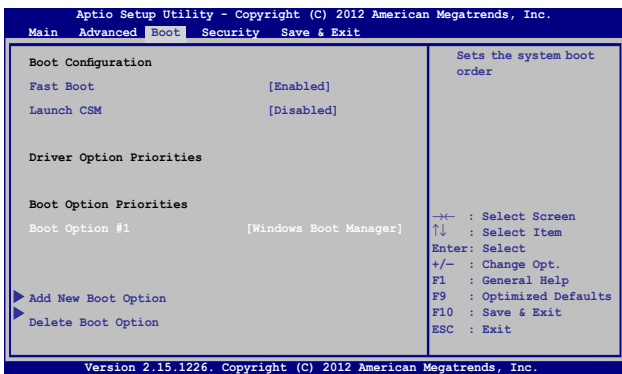 Aptio Setup Utility - Copyright (C) 2012 American Megatrends, Inc.
Main Advanced Boot Security Save & Exit
Boot Configuration
Fast Boot [Enabled]
Launch CSM [Disabled]
Driver Option Priorities
Boot Option Priorities
Boot Option #1 [Windows Boot Manager]
Add New Boot Option
Delete Boot Option
Sets the system boot
order
→← : Select Screen
↑↓ : Select Item
Enter: Select
+/— : Change Opt.
F1 : General Help
F9 : Optimized Defaults
F10 : Save & Exit
ESC : Exit
Version 2.15.1226. Copyright (C) 2012 American Megatrends, Inc.